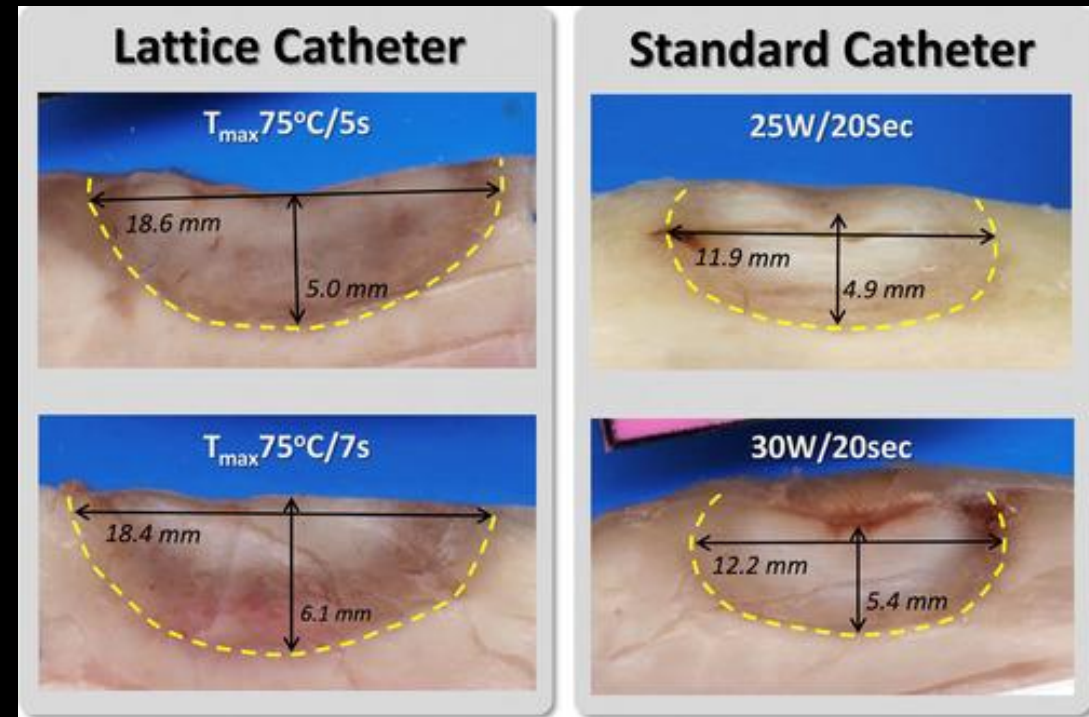 Lattice Catheter
Tmax75°C/5s
18.6 mm
5.0 mm
Tmax75°C/7s
18.4 mm
6.1 mm
Standard Catheter
25W/20Sec
11.9 mm
4.9 mm
30W/20sec
12.2 mm
5.4 mm